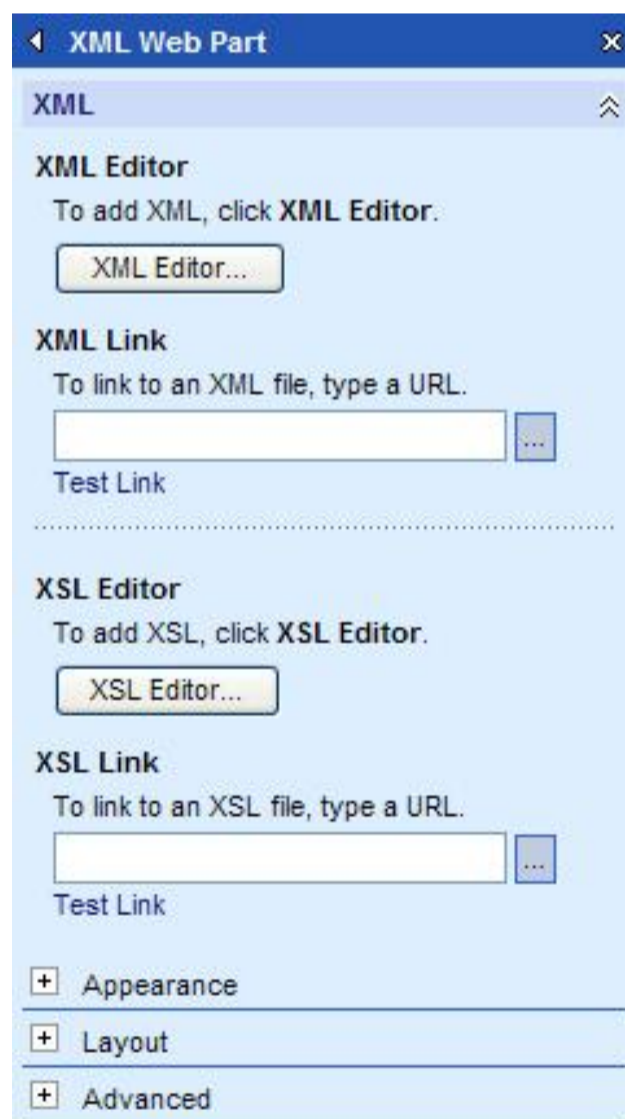 XML Web Part
XML
XML Editor
To add XML, click XML Editor.
XML Editor...
XML Link
To link to an XML file, type a URL.
...
Test Link
XSL Editor
To add XSL, click XSL Editor.
XSL Editor...
XSL Link
To link to an XSL file, type a URL.
...
Test Link
Appearance
Layout
Advanced